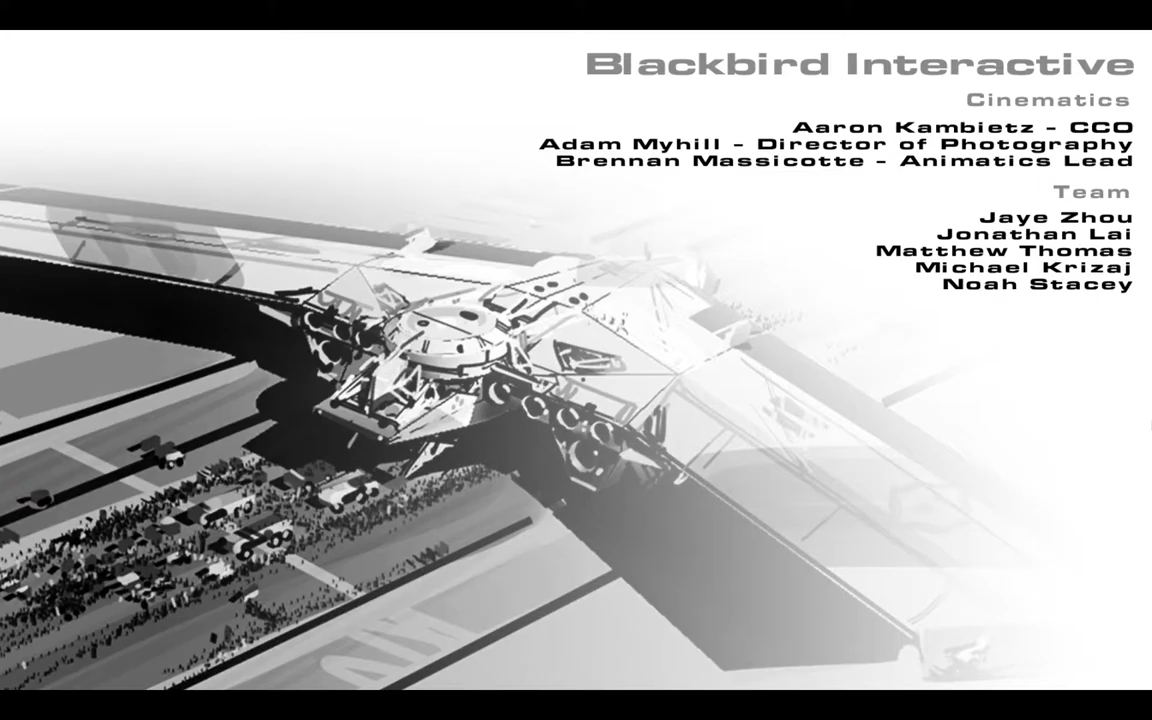 Blackbird Interactive
Cinematics
Aaron Kambietz - CCO
Adam Myhill - Director of Photography
Brennan Massicotte - Animatics Lead
Team
Jaye Zhou
Jonathan Lai
Matthew Thomas
Michael Krizaj
Noah Stacey